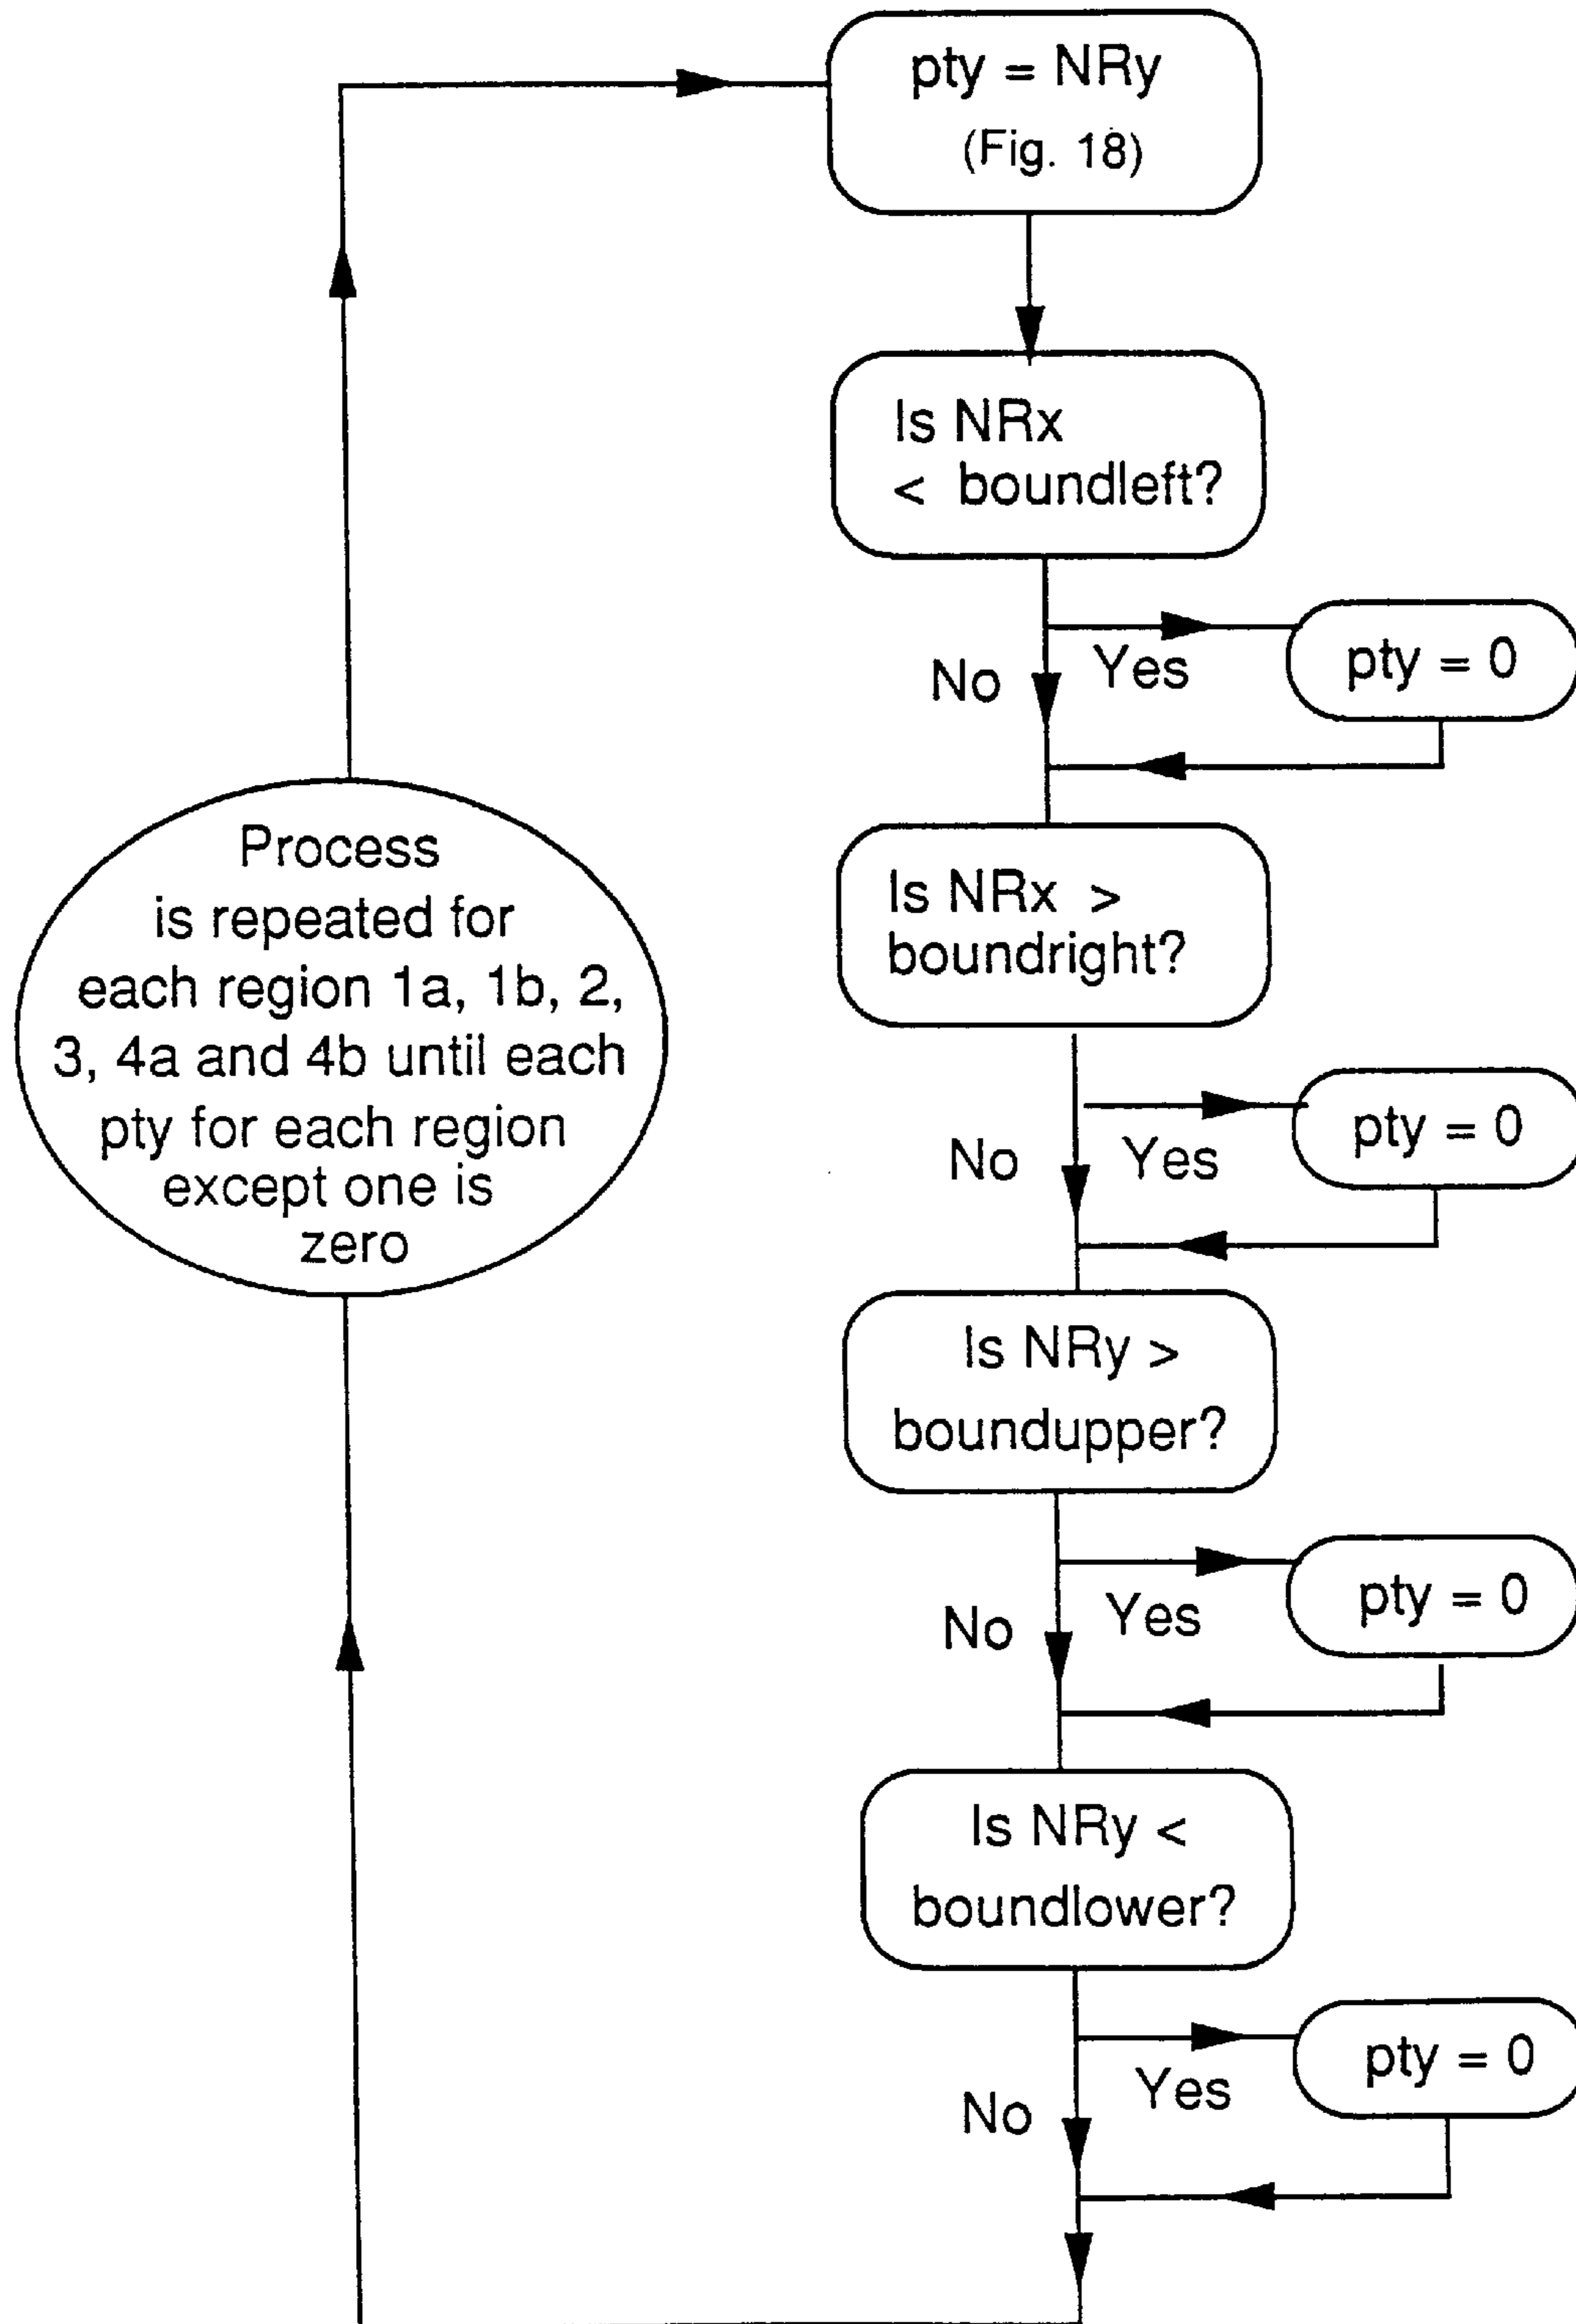 pty = NRy
(Fig. 18)
Is NRx
< boundleft?
No
Yes
pty = 0
Is NRx >
boundright?
No
Yes
pty = 0
Is NRy >
boundupper?
No
Yes
pty = 0
Is NRy <
boundlower?
No
Yes
pty = 0
Process
is repeated for
each region 1a, 1b, 2,
3, 4a and 4b until each
pty for each region
except one is
zero